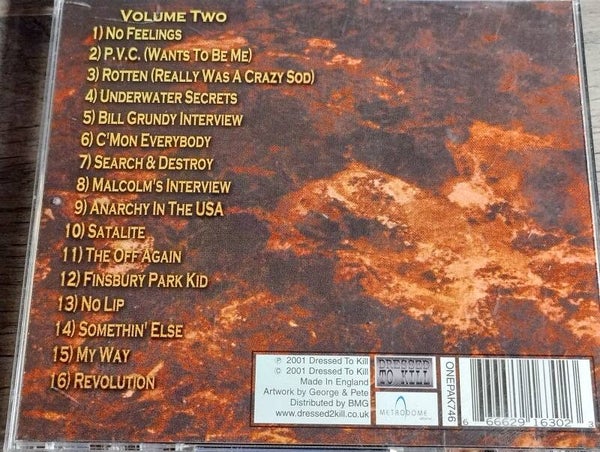 VOLUME TWO
1) NO FEELINGS
2) P.V.C. (WANTS TO BE ME)
3) ROTTEN (REALLY WAS A CRAZY SOD)
4) UNDERWATER SECRETS
5) BILL GRUNDY INTERVIEW
6) C'MON EVERYBODY
7) SEARCH & DESTROY
8) MALCOLM'S INTERVIEW
9) ANARCHY IN THE USA
10) SATALITE
11) THE OFF AGAIN
12) FINSBURY PARK KID
13) NO LIP
14) SOMETHIN' ELSE
15) MY WAY
16) REVOLUTION
℗ 2001 Dressed To Kill
© 2001 Dressed To Kill
Made In England
Artwork by George & Pete
Distributed by BMG
www.dressed2kill.co.uk
DRESSED
TO KILL
METRODOME
ONEPAK746
6 66629 16302 3